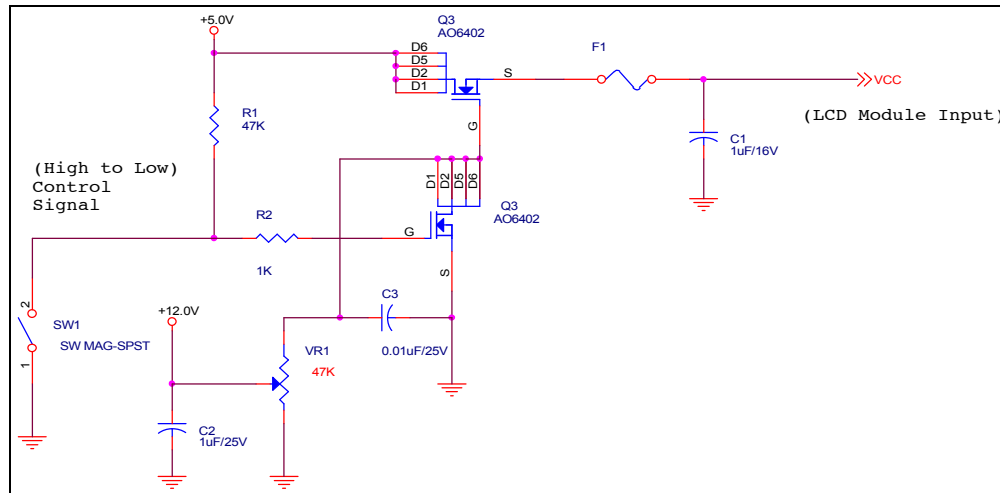 +5.0V
Q3
AO6402
D6
D5
D2
D1
S
G
F1
VCC
(LCD Module Input)
C1
1uF/16V
R1
47K
(High to Low)
Control
Signal
D1
D2
D5
D6
Q3
AO6402
R2
1K
G
S
2
SW1
SW MAG-SPST
1
+12.0V
C3
0.01uF/25V
VR1
47K
C2
1uF/25V